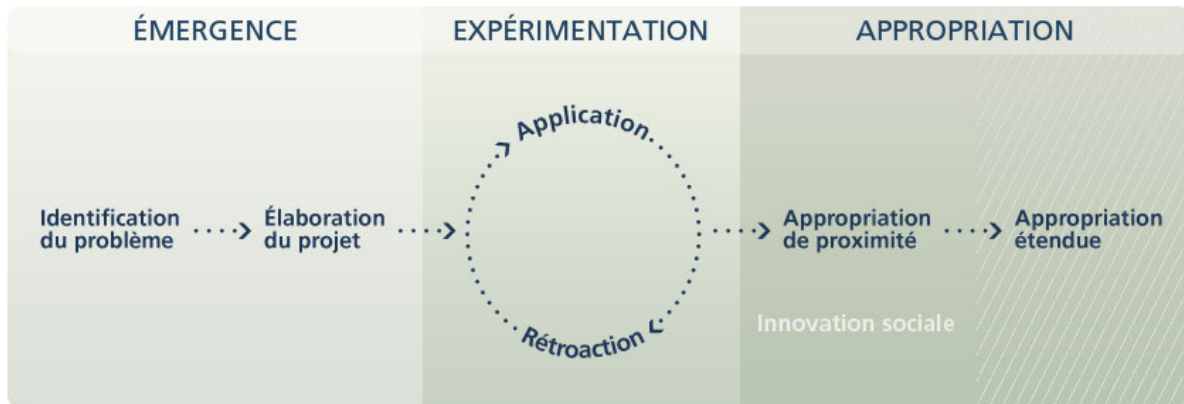 ÉMERGENCE
EXPÉRIMENTATION
APPROPRIATION
Identification
du problème
Élaboration
du projet
Application
Rétroaction
Appropriation
de proximité
Appropriation
étendue
Innovation sociale